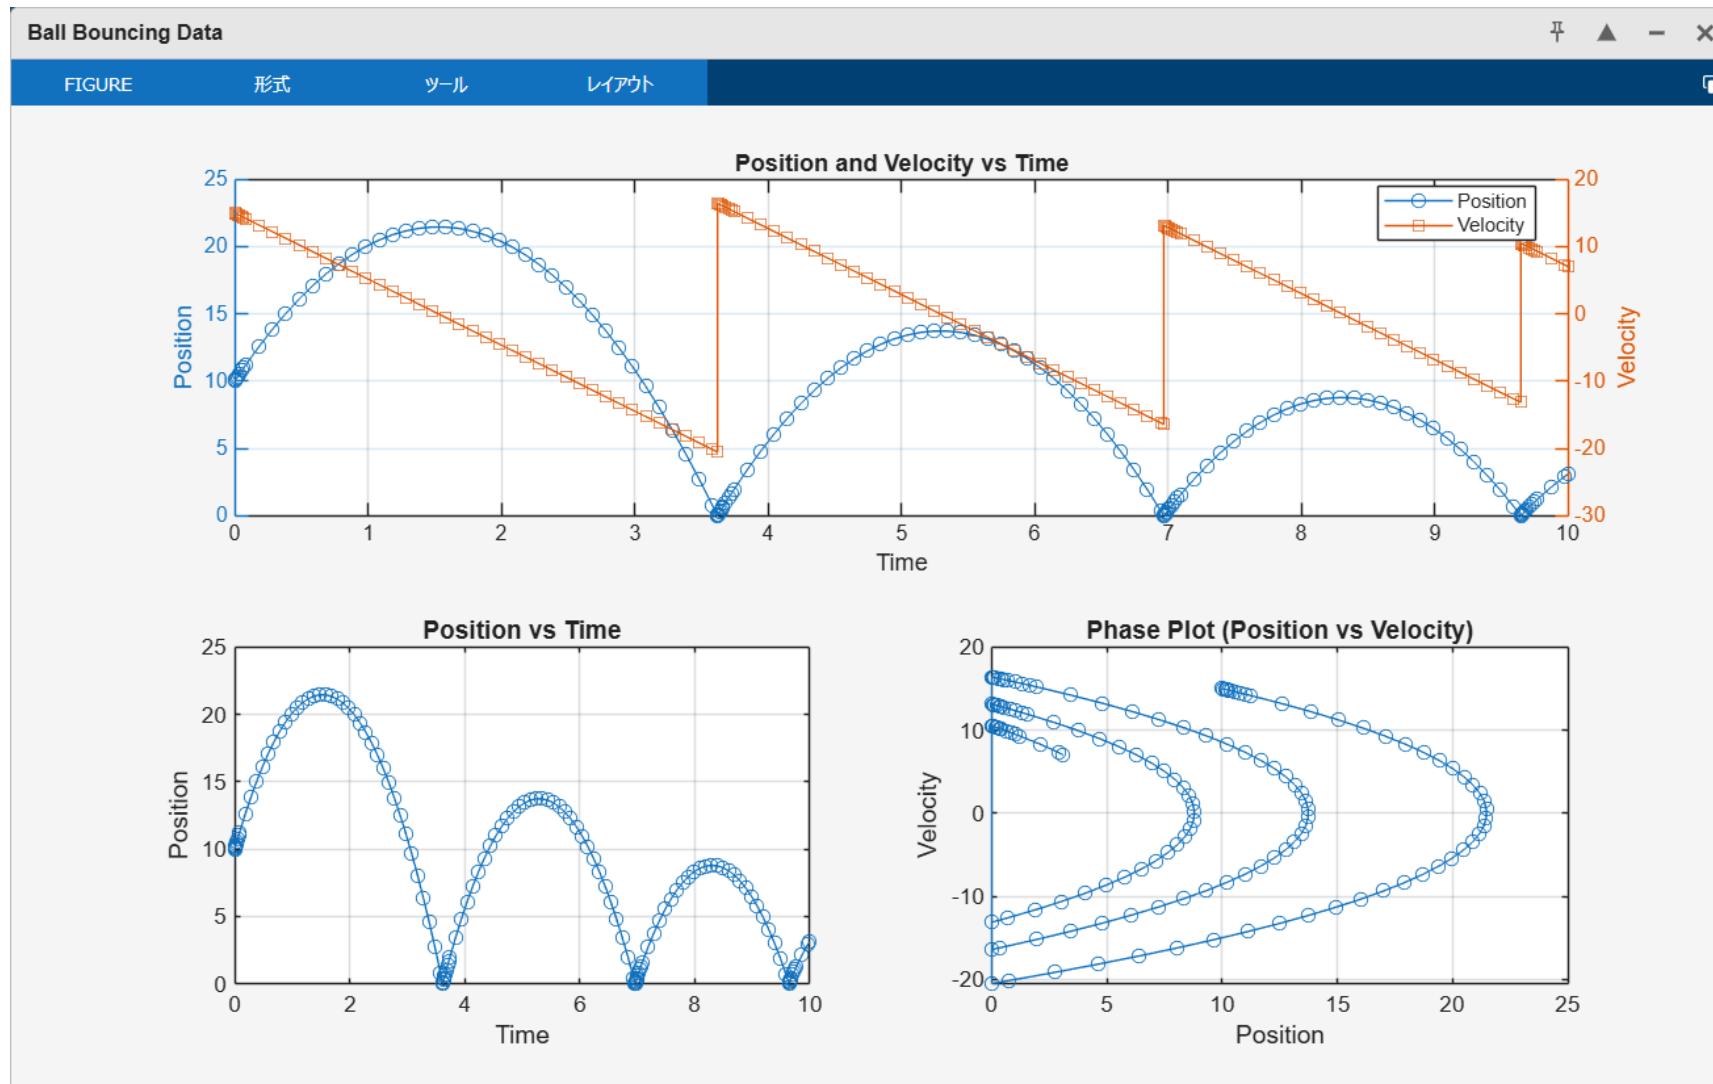 Ball Bouncing Data
FIGURE 形式 ツール レイアウト
Position and Velocity vs Time
25
20
15
10
5
0
Position
20
10
0
-10
-20
-30
Velocity
Position
Velocity
0 1 2 3 4 5 6 7 8 9 10
Time
Position vs Time
25
20
15
10
5
0
Position
0 2 4 6 8 10
Time
Phase Plot (Position vs Velocity)
20
10
0
-10
-20
Velocity
0 5 10 15 20 25
Position